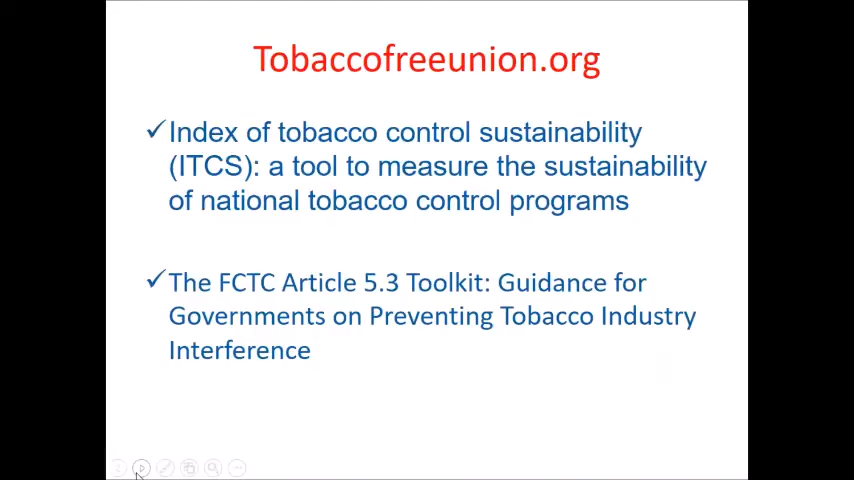 Tobaccofreeunion.org
✓Index of tobacco control sustainability
(ITCS): a tool to measure the sustainability
of national tobacco control programs
✓The FCTC Article 5.3 Toolkit: Guidance for
Governments on Preventing Tobacco Industry
Interference